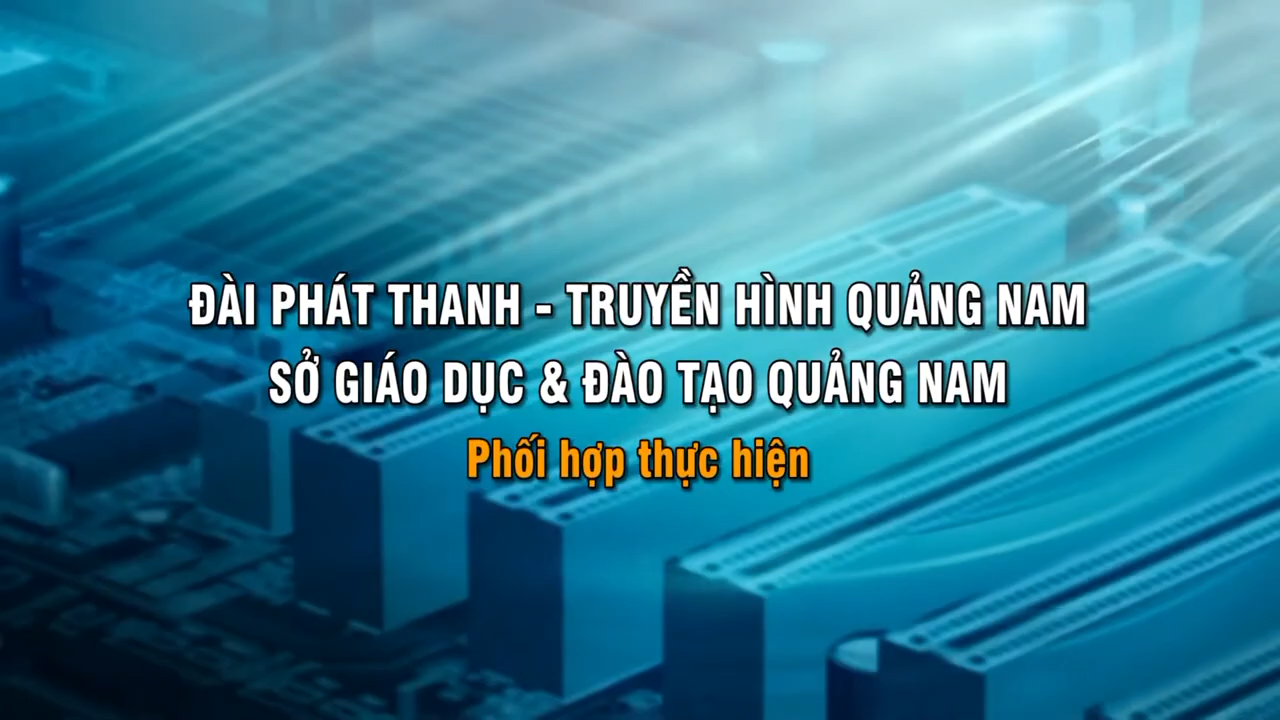 ĐÀI PHÁT THANH - TRUYỀN HÌNH QUẢNG NAM
SỞ GIÁO DỤC & ĐÀO TẠO QUẢNG NAM
Phối hợp thực hiện